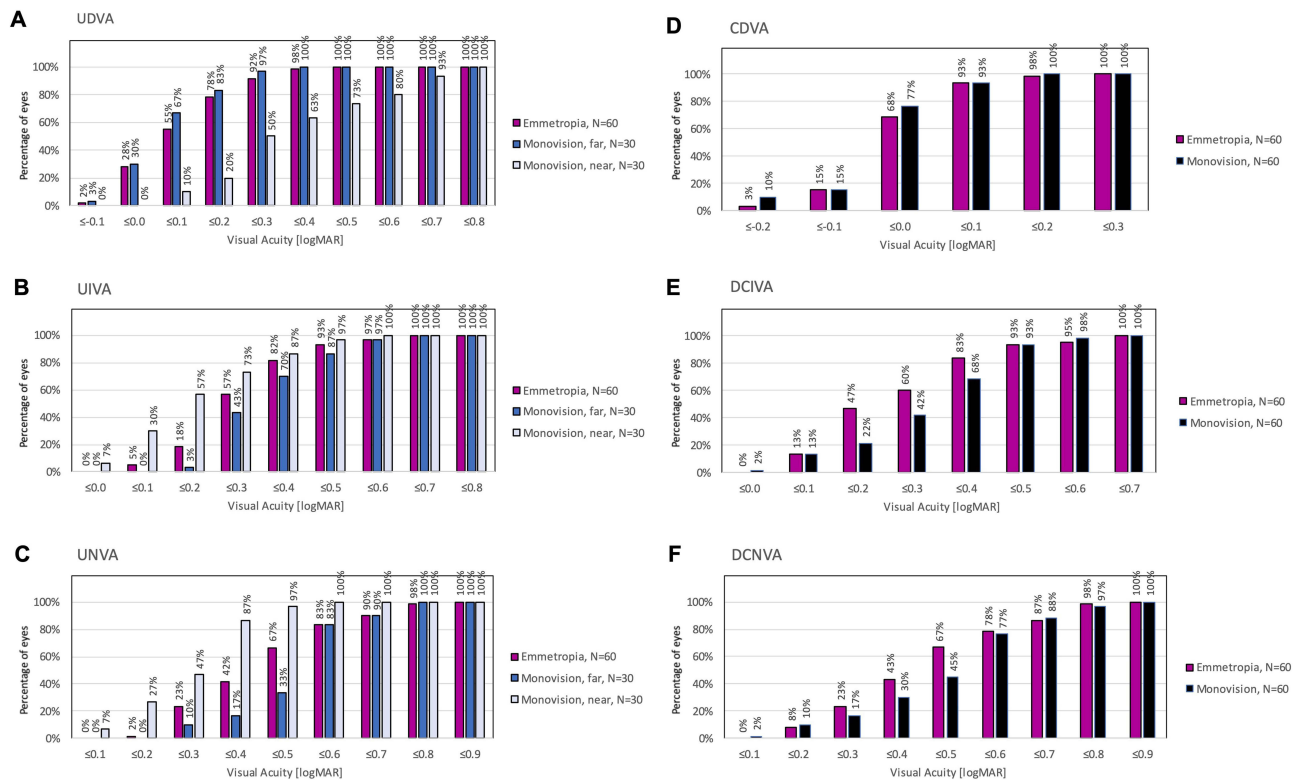 A UDVA
Percentage of eyes
100%
80%
60%
40%
20%
0%
2% 3% 0% 28% 30% 0% 55% 67% 10% 78% 83% 20% 92% 97% 50% 98% 100% 63% 100% 100% 73% 100% 100% 80% 100% 100% 93% 100% 100% 100%
≤-0.1 ≤0.0 ≤0.1 ≤0.2 ≤0.3 ≤0.4 ≤0.5 ≤0.6 ≤0.7 ≤0.8
Visual Acuity [logMAR]
Emmetropia, N=60
Monovision, far, N=30
Monovision, near, N=30
B UIVA
Percentage of eyes
100%
80%
60%
40%
20%
0%
0% 0% 7% 5% 0% 30% 18% 3% 57% 57% 43% 73% 82% 70% 87% 93% 87% 97% 97% 97% 100% 100% 100% 100% 100% 100% 100%
≤0.0 ≤0.1 ≤0.2 ≤0.3 ≤0.4 ≤0.5 ≤0.6 ≤0.7 ≤0.8
Visual Acuity [logMAR]
Emmetropia, N=60
Monovision, far, N=30
Monovision, near, N=30
C UNVA
Percentage of eyes
100%
80%
60%
40%
20%
0%
0% 0% 7% 2% 0% 27% 23% 10% 47% 42% 17% 87% 67% 33% 97% 83% 83% 100% 90% 90% 100% 98% 100% 100% 100% 100% 100%
≤0.1 ≤0.2 ≤0.3 ≤0.4 ≤0.5 ≤0.6 ≤0.7 ≤0.8 ≤0.9
Visual Acuity [logMAR]
Emmetropia, N=60
Monovision, far, N=30
Monovision, near, N=30
D CDVA
Percentage of eyes
100%
80%
60%
40%
20%
0%
3% 10% 15% 15% 68% 77% 93% 93% 98% 100% 100% 100%
≤-0.2 ≤-0.1 ≤0.0 ≤0.1 ≤0.2 ≤0.3
Visual Acuity [logMAR]
Emmetropia, N=60
Monovision, N=60
E DCIVA
Percentage of eyes
100%
80%
60%
40%
20%
0%
0% 2% 13% 13% 47% 22% 60% 42% 83% 68% 93% 93% 95% 98% 100% 100%
≤0.0 ≤0.1 ≤0.2 ≤0.3 ≤0.4 ≤0.5 ≤0.6 ≤0.7
Visual Acuity [logMAR]
Emmetropia, N=60
Monovision, N=60
F DCNVA
Percentage of eyes
100%
80%
60%
40%
20%
0%
0% 2% 8% 10% 23% 17% 43% 30% 67% 45% 78% 77% 87% 88% 98% 97% 100% 100%
≤0.1 ≤0.2 ≤0.3 ≤0.4 ≤0.5 ≤0.6 ≤0.7 ≤0.8 ≤0.9
Visual Acuity [logMAR]
Emmetropia, N=60
Monovision, N=60